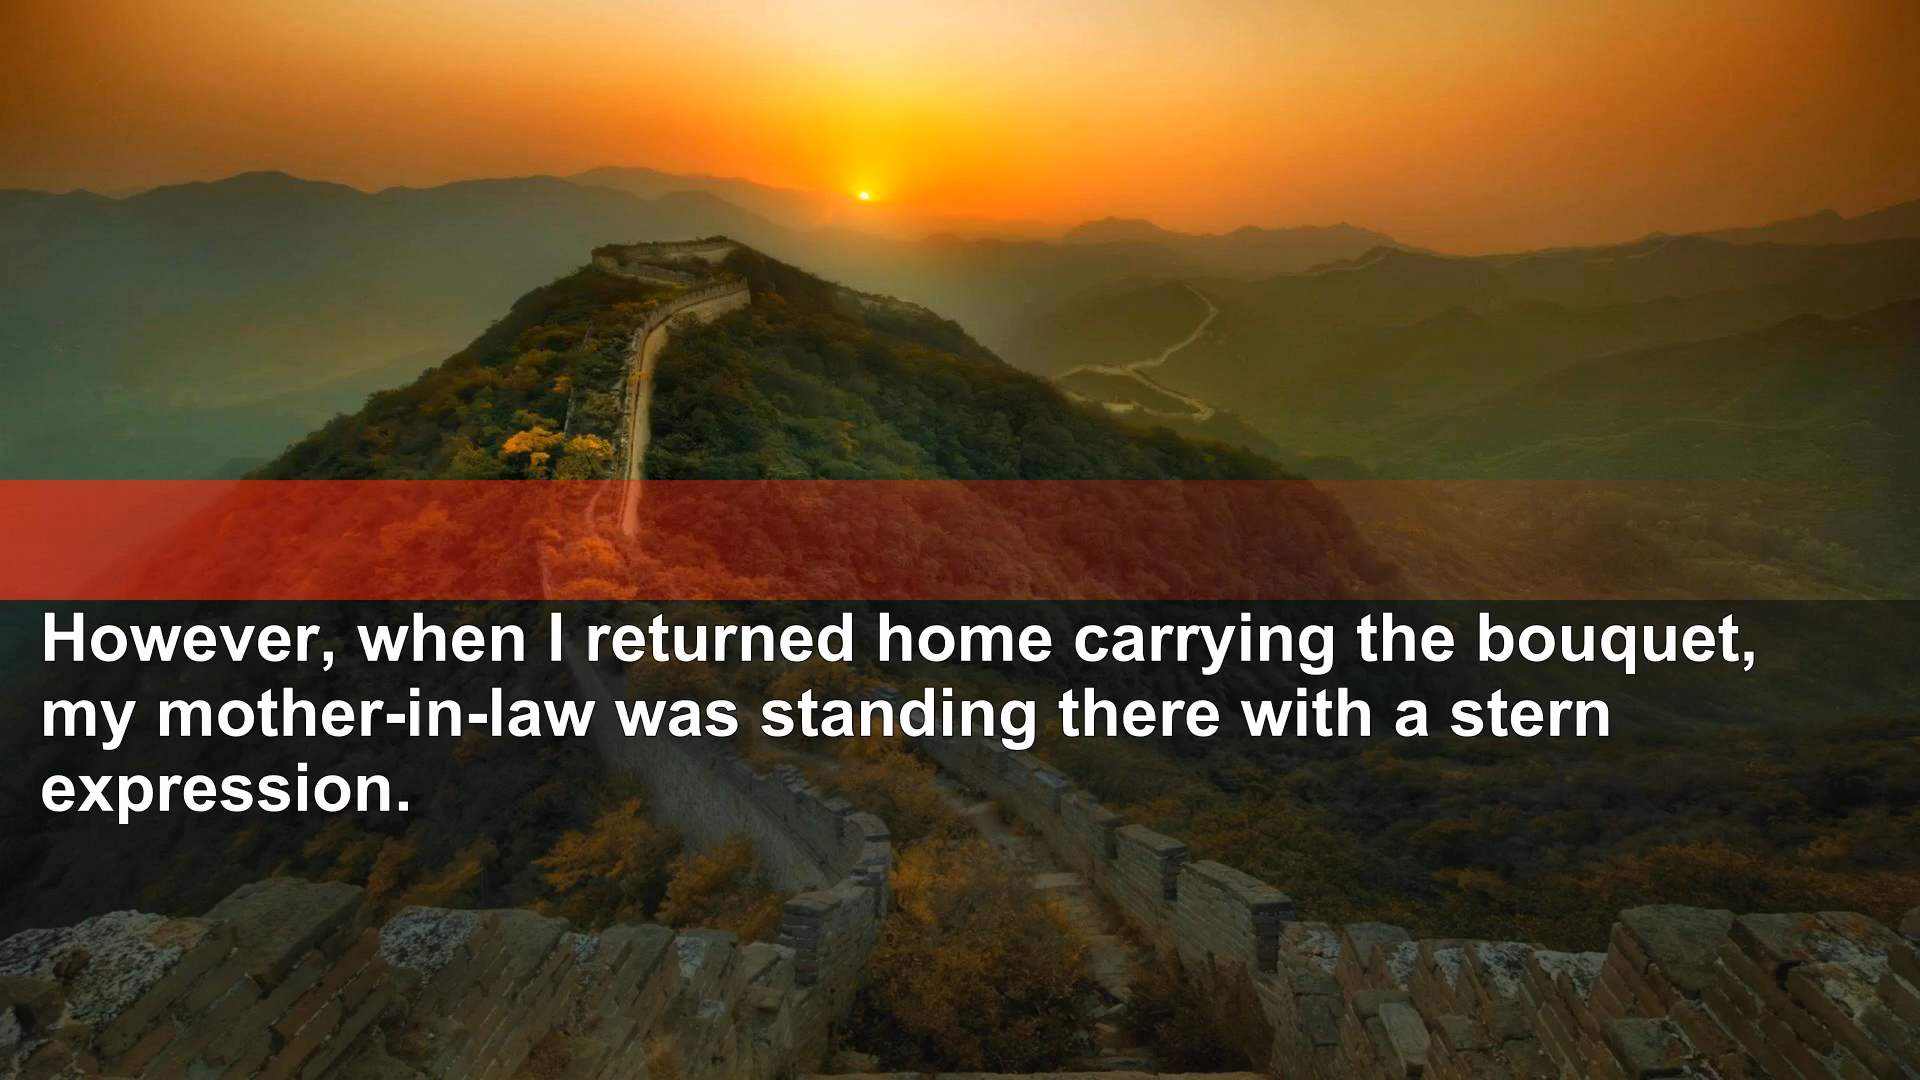 However, when I returned home carrying the bouquet,
my mother-in-law was standing there with a stern
expression.